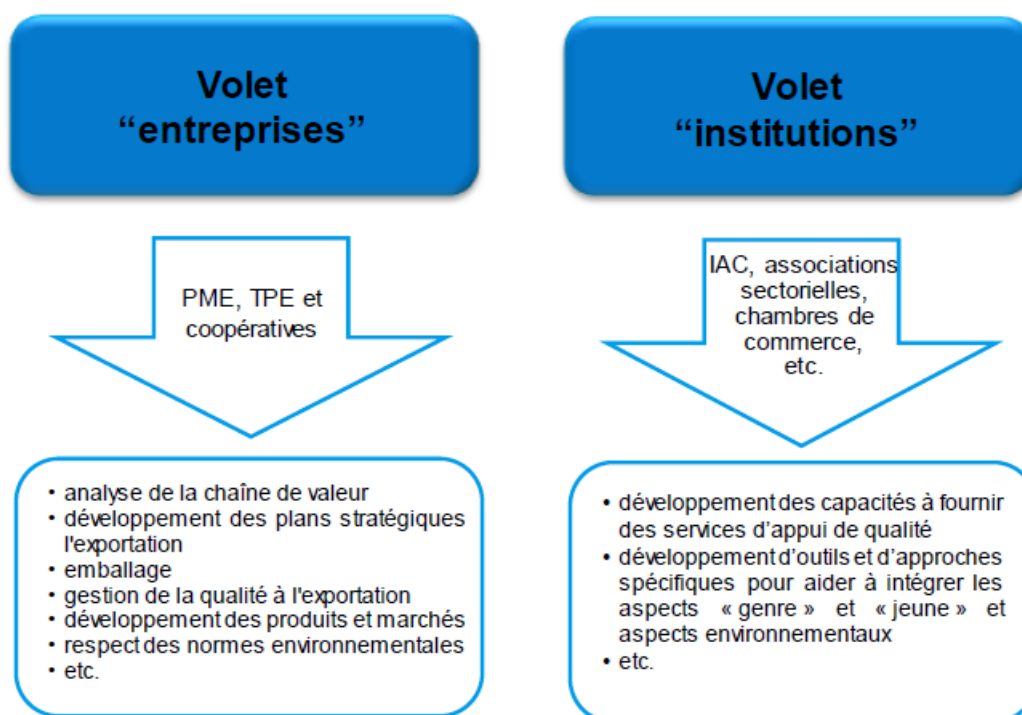 Volet
“entreprises”
PME, TPE et
coopératives
• analyse de la chaîne de valeur
• développement des plans stratégiques
l'exportation
• emballage
• gestion de la qualité à l'exportation
• développement des produits et marchés
• respect des normes environnementales
• etc.
Volet
“institutions”
IAC, associations
sectorielles,
chambres de
commerce,
etc.
• développement des capacités à fournir
des services d’appui de qualité
• développement d’outils et d’approches
spécifiques pour aider à intégrer les
aspects « genre » et « jeune » et
aspects environnementaux
• etc.